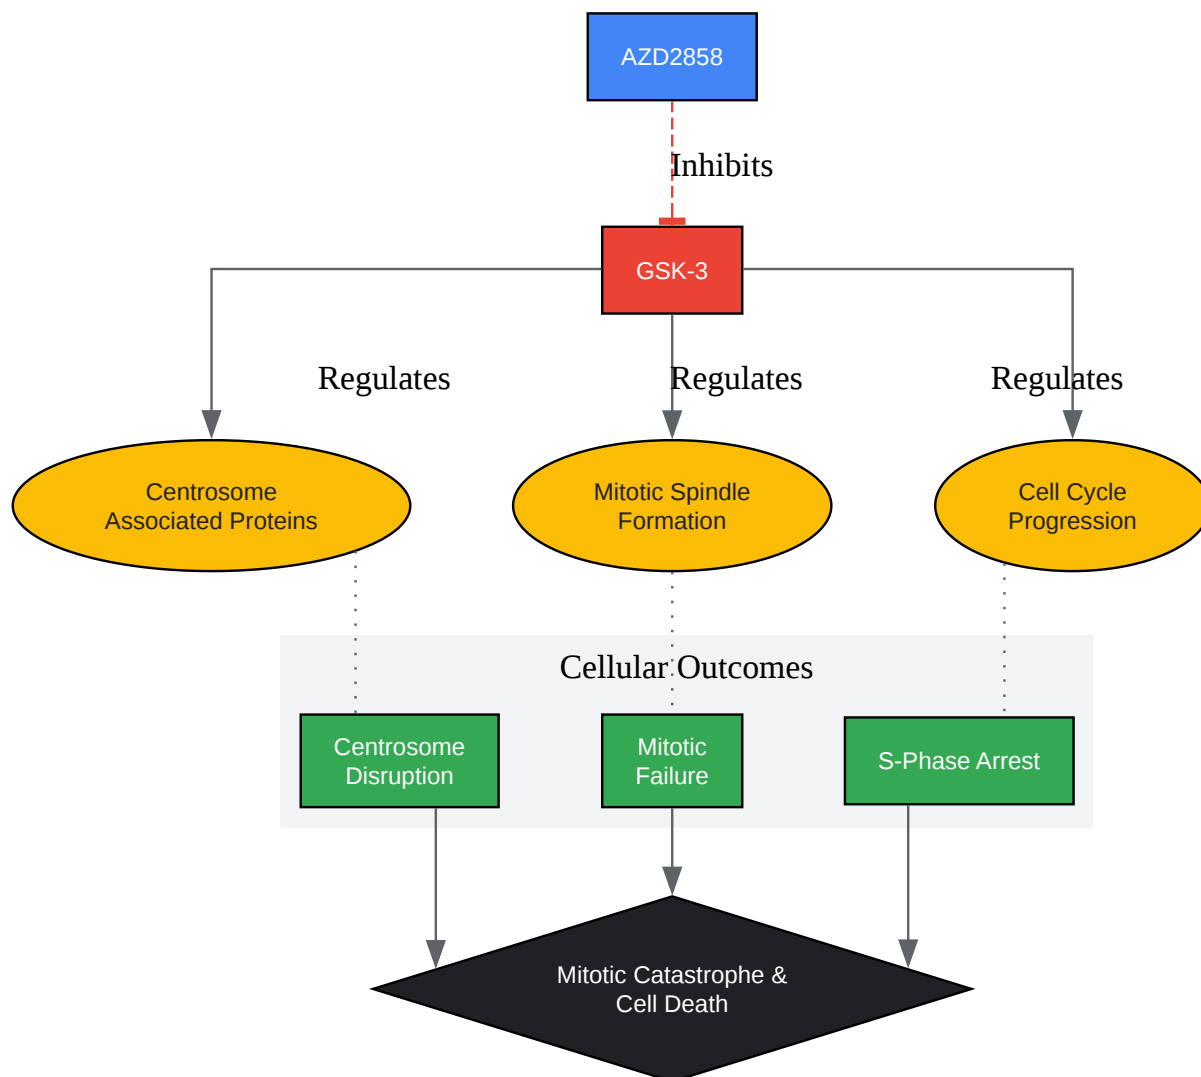 AZD2858
Inhibits
GSK-3
Regulates
Regulates
Regulates
Centrosome
Associated Proteins
Mitotic Spindle
Formation
Cell Cycle
Progression
Cellular Outcomes
Centrosome
Disruption
Mitotic
Failure
S-Phase Arrest
Mitotic Catastrophe &
Cell Death